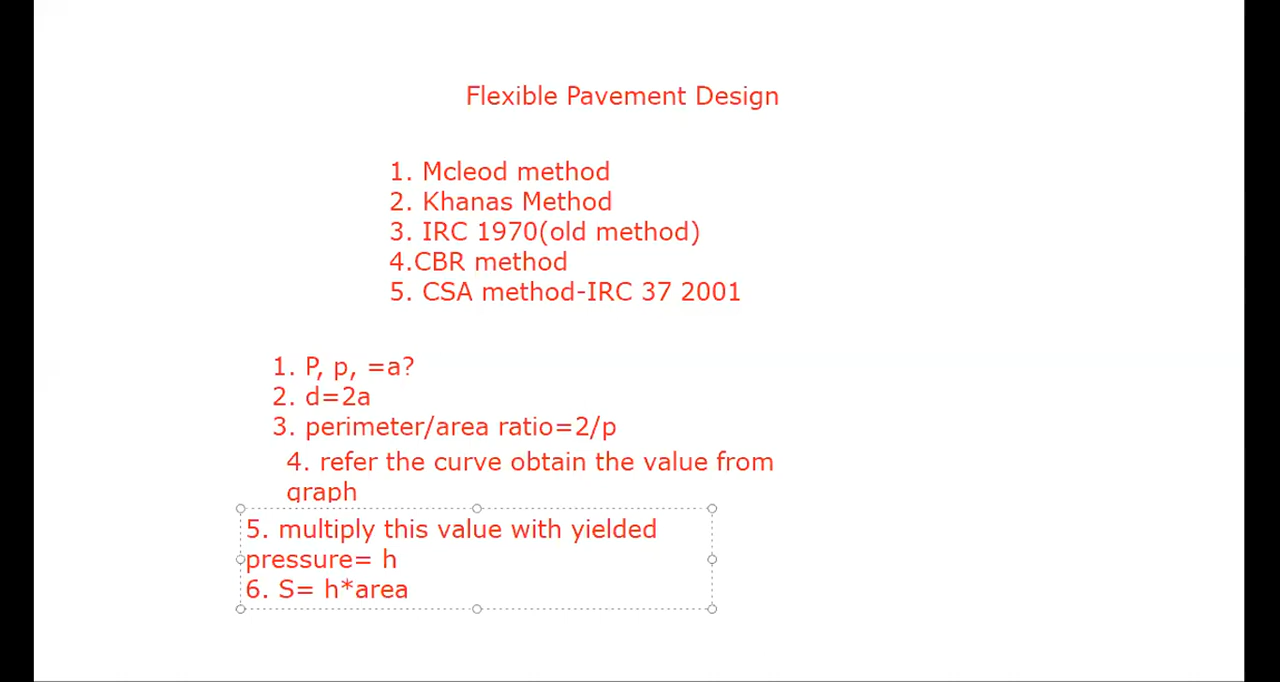 Flexible Pavement Design
1. Mcleod method
2. Khanas Method
3. IRC 1970(old method)
4.CBR method
5. CSA method-IRC 37 2001
1. P, p, =a?
2. d=2a
3. perimeter/area ratio=2/p
4. refer the curve obtain the value from
graph
5. multiply this value with yielded
pressure= h
6. S= h*area